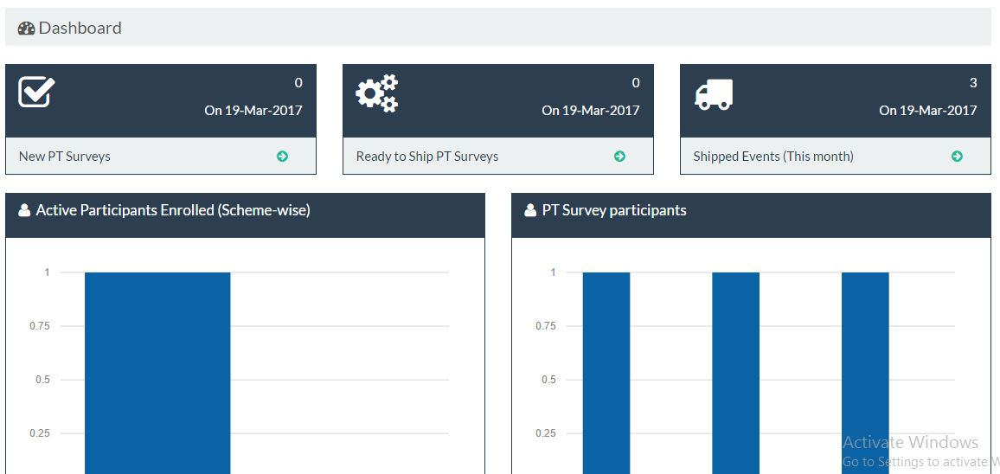 Dashboard
0
On 19-Mar-2017
New PT Surveys
0
On 19-Mar-2017
Ready to Ship PT Surveys
3
On 19-Mar-2017
Shipped Events (This month)
Active Participants Enrolled (Scheme-wise)
1
0.75
0.5
0.25
PT Survey participants
1
0.75
0.5
0.25
Activate Windows
Go to Settings to activate W